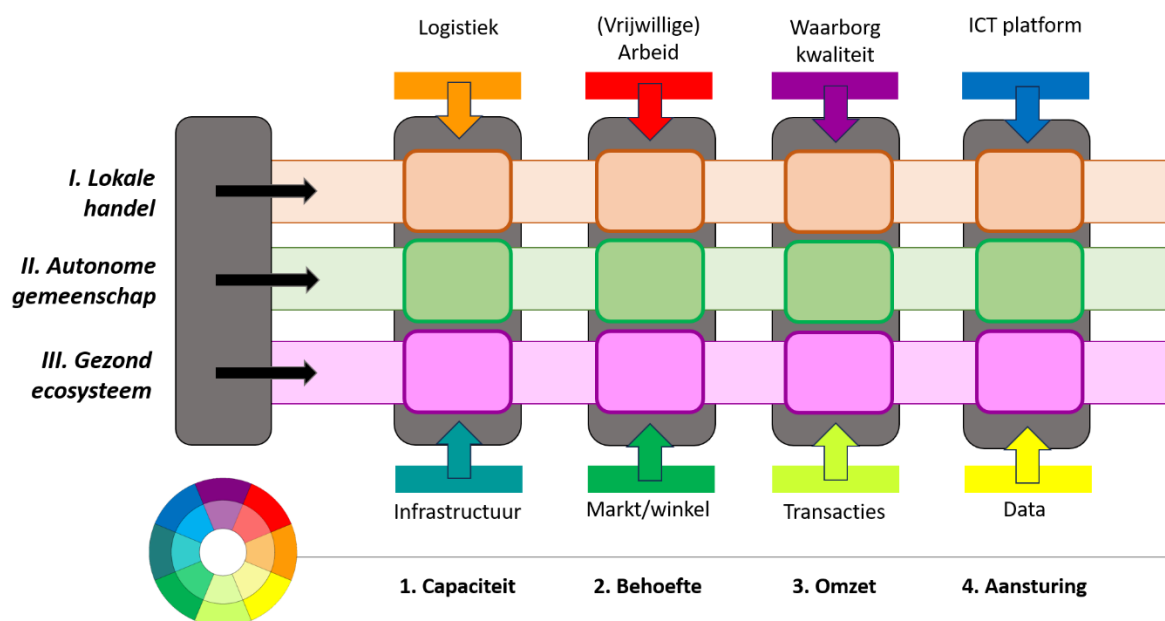 Logistiek
(Vrijwillige)
Arbeid
Waarborg
kwaliteit
ICT platform
I. Lokale
handel
II. Autonome
gemeenschap
III. Gezond
ecosysteem
Infrastructuur
Markt/winkel
Transacties
Data
1. Capaciteit
2. Behoefte
3. Omzet
4. Aansturing